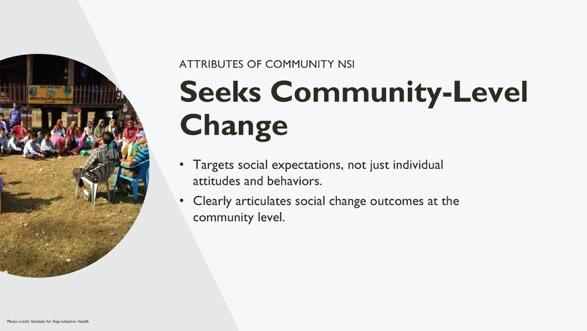 ATTRIBUTES OF COMMUNITY NSI
Seeks Community-Level
Change
• Targets social expectations, not just individual
attitudes and behaviors.
• Clearly articulates social change outcomes at the
community level.
Photo credit: Institute for Reproductive Health